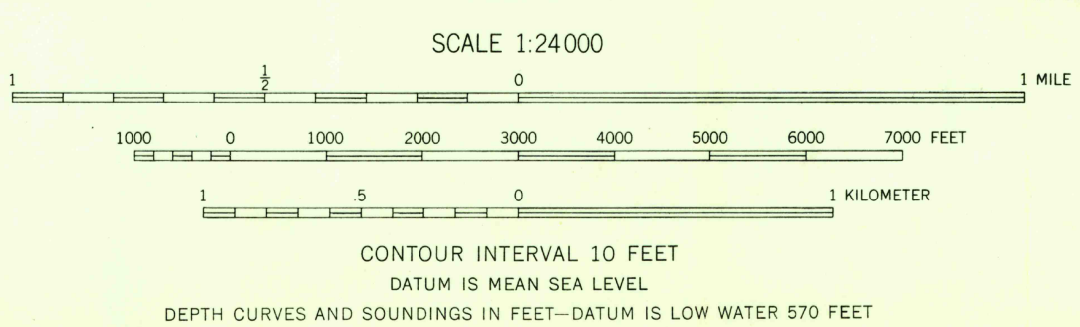 SCALE 1:24000
1 1/2 0 1 MILE
1000 0 1000 2000 3000 4000 5000 6000 7000 FEET
1 .5 0 1 KILOMETER
CONTOUR INTERVAL 10 FEET
DATUM IS MEAN SEA LEVEL
DEPTH CURVES AND SOUNDINGS IN FEET—DATUM IS LOW WATER 570 FEET